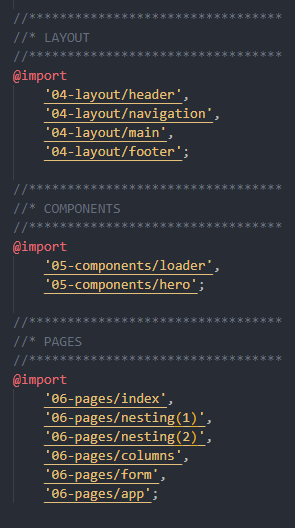 //*********************************
//* LAYOUT
//*********************************
@import
'04-layout/header',
'04-layout/navigation',
'04-layout/main',
'04-layout/footer';
//*********************************
//* COMPONENTS
//*********************************
@import
'05-components/loader',
'05-components/hero';
//*********************************
//* PAGES
//*********************************
@import
'06-pages/index',
'06-pages/nesting(1)',
'06-pages/nesting(2)',
'06-pages/columns',
'06-pages/form',
'06-pages/app';